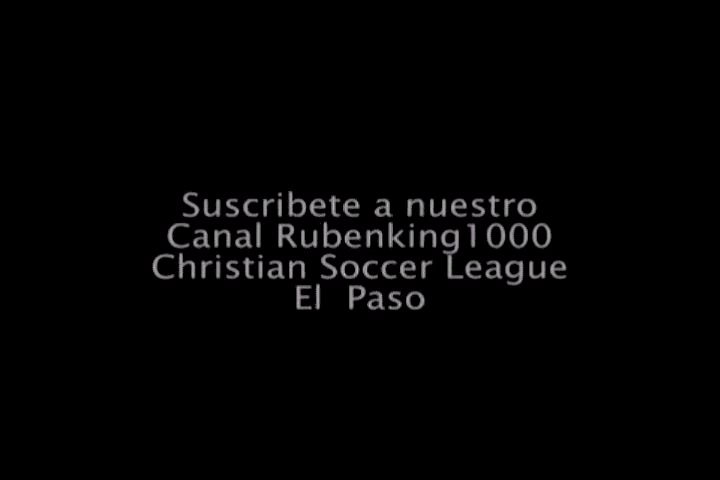 Suscribete a nuestro
Canal Rubenking1000
Christian Soccer League
El Paso